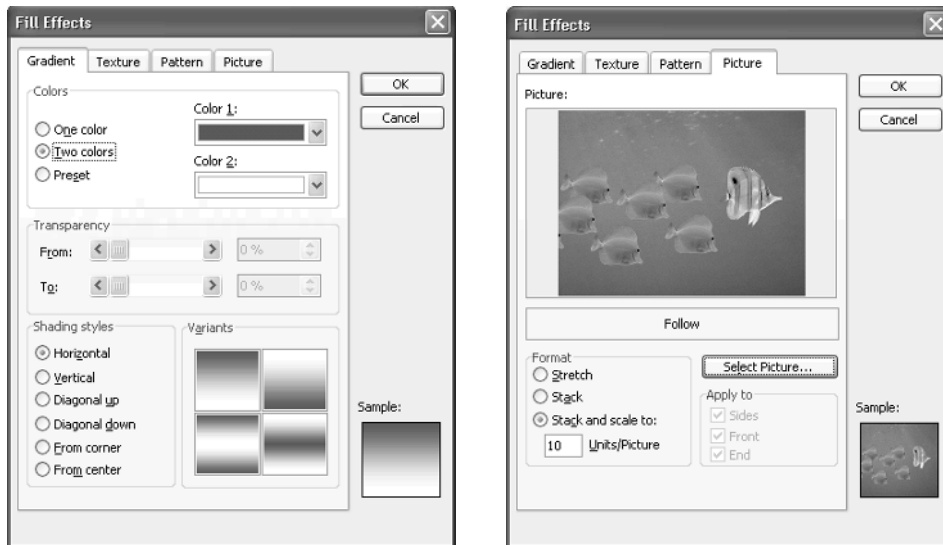 Fill Effects
Gradient Texture Pattern Picture
OK
Cancel
Colors
One color
Two colors
Preset
Color 1:
Color 2:
Transparency
From: 0 %
To: 0 %
Shading styles
Horizontal
Vertical
Diagonal up
Diagonal down
From corner
From center
Variants
Sample:
Fill Effects
Gradient Texture Pattern Picture
OK
Cancel
Picture:
Follow
Format
Stretch
Stack
Stack and scale to:
10 Units/Picture
Select Picture...
Apply to
Sides
Front
End
Sample: